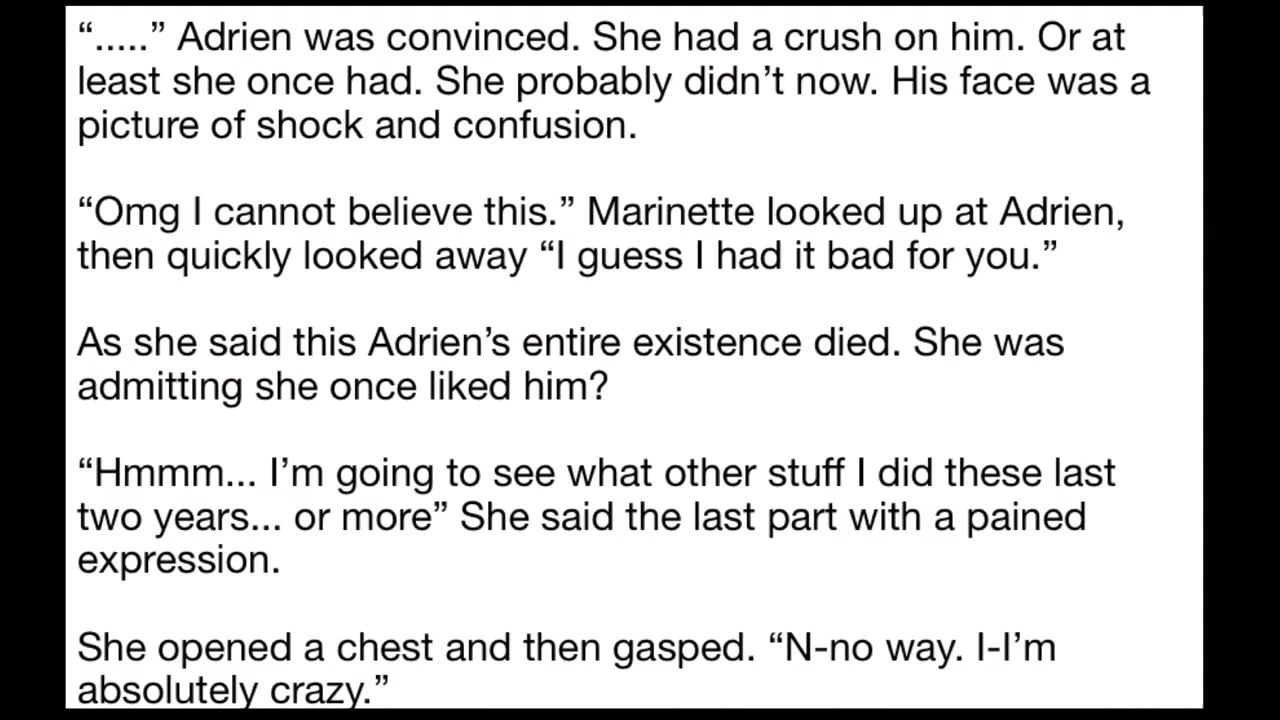 “.....” Adrien was convinced. She had a crush on him. Or at
least she once had. She probably didn’t now. His face was a
picture of shock and confusion.
“Omg I cannot believe this.” Marinette looked up at Adrien,
then quickly looked away “I guess I had it bad for you.”
As she said this Adrien’s entire existence died. She was
admitting she once liked him?
“Hmmm... I’m going to see what other stuff I did these last
two years... or more” She said the last part with a pained
expression.
She opened a chest and then gasped. “N-no way. I-I’m
absolutely crazy.”